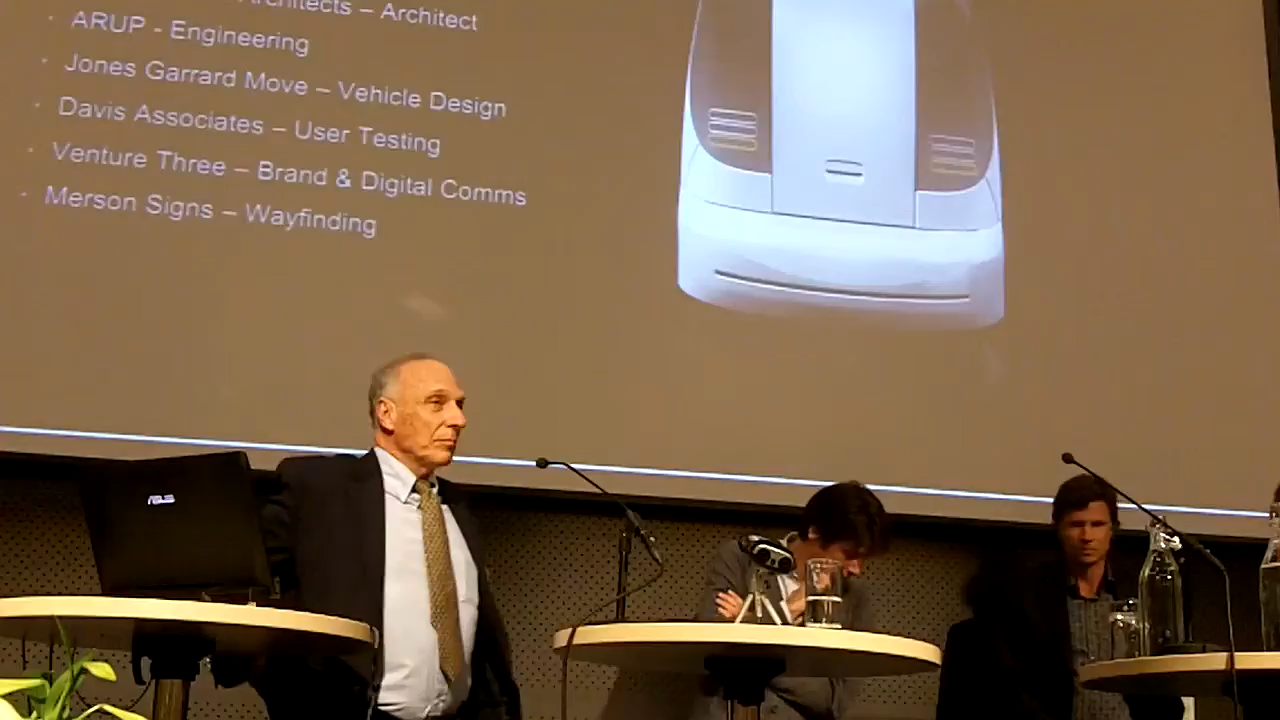 Architects – Architect
ARUP - Engineering
Jones Garrard Move – Vehicle Design
Davis Associates – User Testing
Venture Three – Brand & Digital Comms
Merson Signs – Wayfinding
ASUS